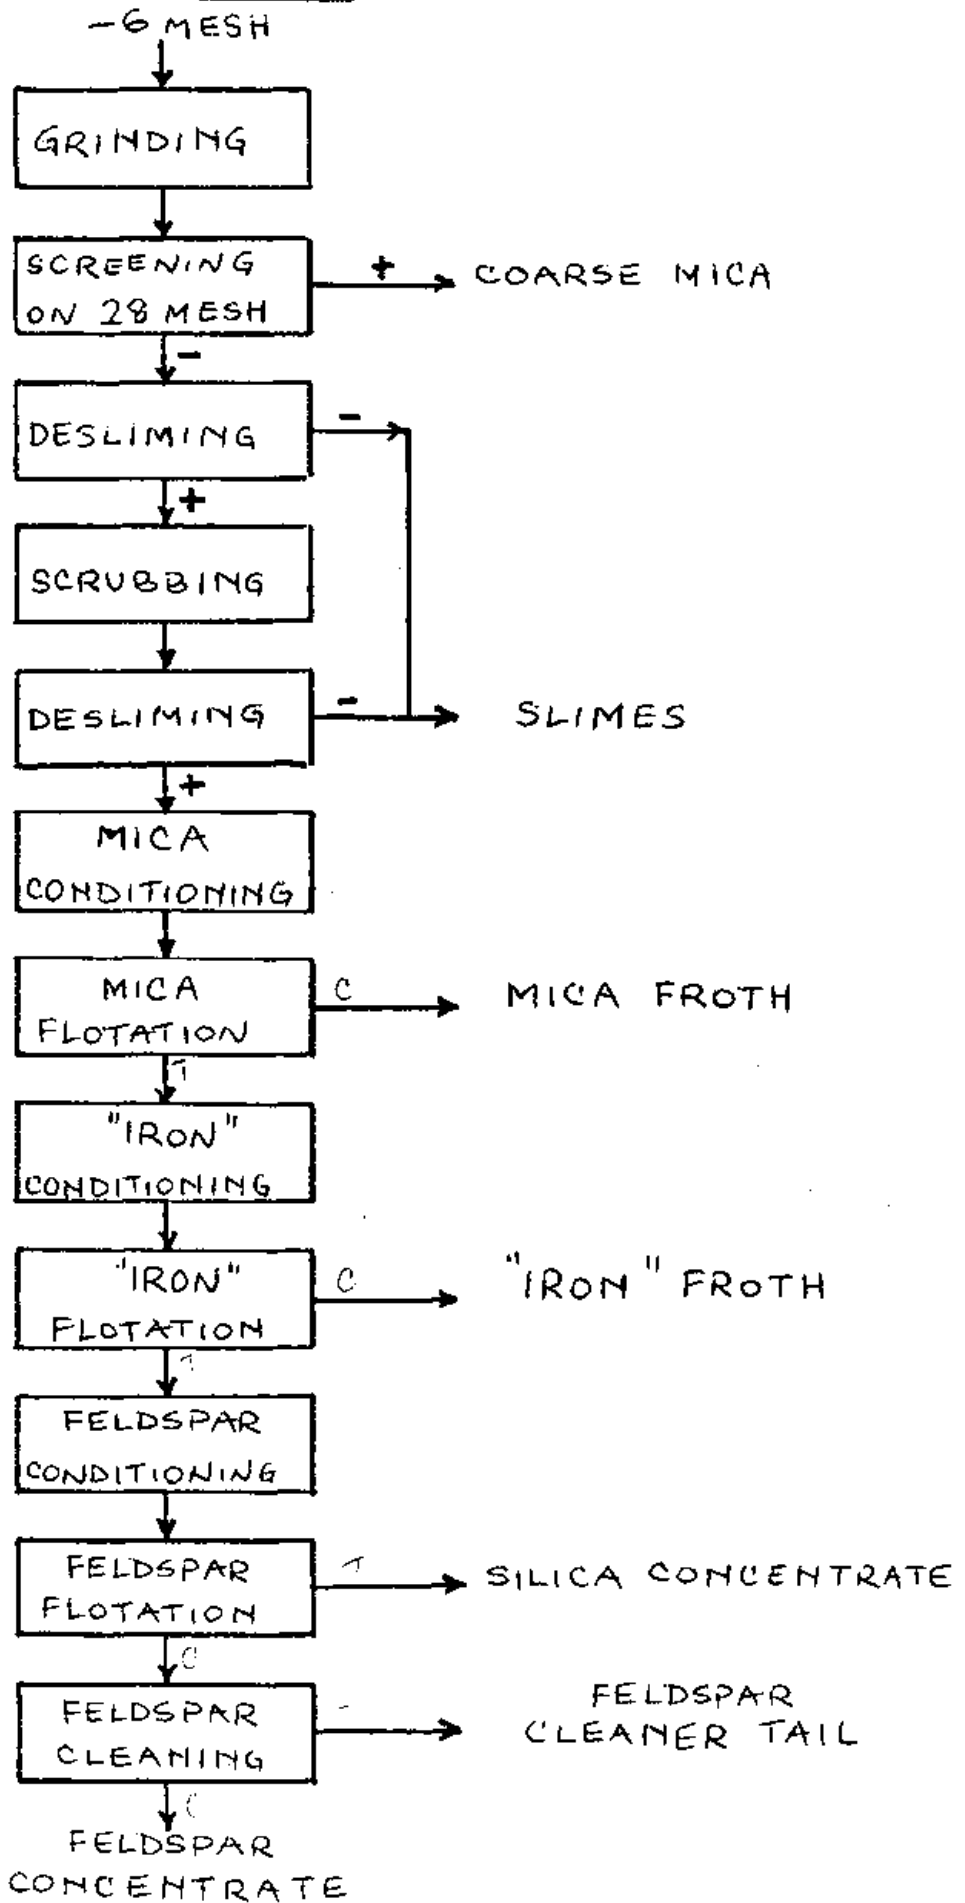 -6 MESH
GRINDING
SCREENING
ON 28 MESH
+
COARSE MICA
-
DESLIMING
-
+
SCRUBBING
DESLIMING
-
SLIMES
+
MICA
CONDITIONING
MICA
FLOTATION
C
MICA FROTH
T
"IRON"
CONDITIONING
"IRON"
FLOTATION
C
"IRON" FROTH
T
FELDSPAR
CONDITIONING
FELDSPAR
FLOTATION
T
SILICA CONCENTRATE
C
FELDSPAR
CLEANING
FELDSPAR
CLEANER TAIL
C
FELDSPAR
CONCENTRATE